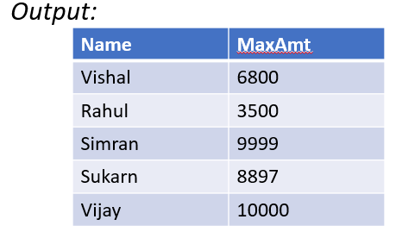 Output:
Name MaxAmt
Vishal 6800
Rahul 3500
Simran 9999
Sukarn 8897
Vijay 10000